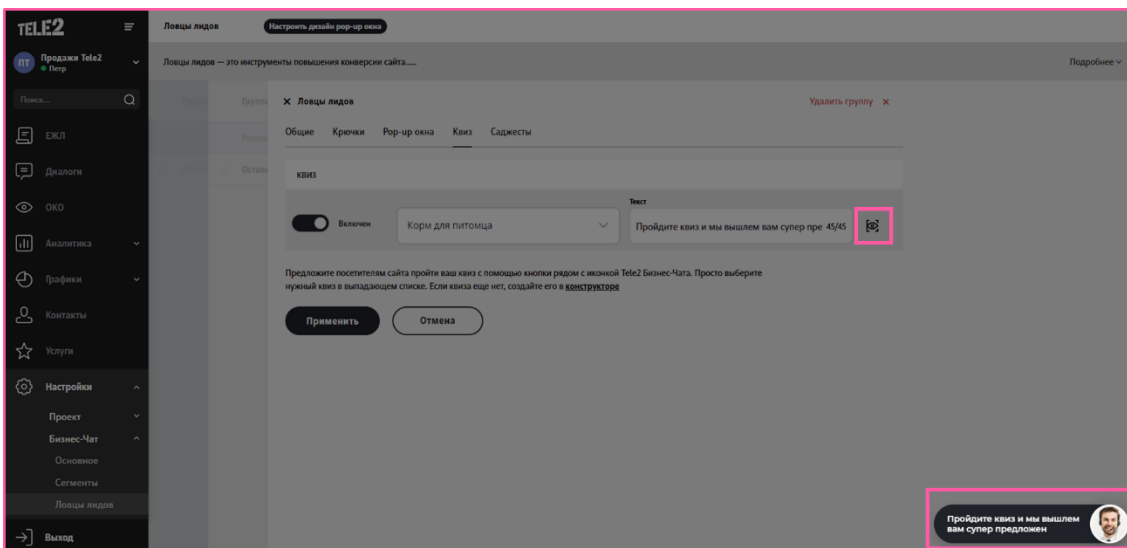 TELE2
Ловцы лидов
Настроить дизайн pop-up окна
ПТ
Продажи Tele2
Петр
Ловцы лидов — это инструменты повышения конверсии сайта.....
Подробнее
Поиск...
Группы
Ловцы лидов
Удалить группу
Общие Крючки Pop-up окна Квиз Саджесты
ЕЖЛ
Диалоги
ОКО
Аналитика
Графики
Контакты
Услуги
Настройки
Проект
Бизнес-Чат
Основное
Сегменты
Ловцы лидов
Выход
КВИЗ
Текст
Включен
Корм для питомца
Пройдите квиз и мы вышлем вам супер пре 45/45
Предложите посетителям сайта пройти ваш квиз с помощью кнопки рядом с иконкой Tele2 Бизнес-Чата. Просто выберите
нужный квиз в выпадающем списке. Если квиза еще нет, создайте его в конструкторе
Применить
Отмена
Пройдите квиз и мы вышлем
вам супер предложен